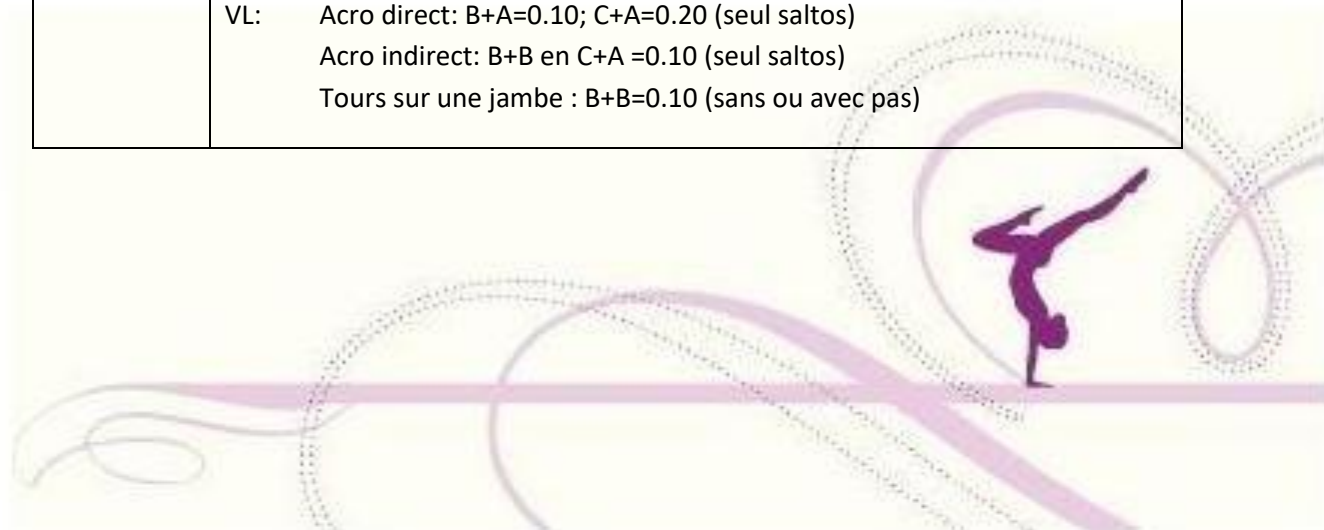 VL: Acro direct: B+A=0.10; C+A=0.20 (seul saltos)
Acro indirect: B+B en C+A =0.10 (seul saltos)
Tours sur une jambe : B+B=0.10 (sans ou avec pas)